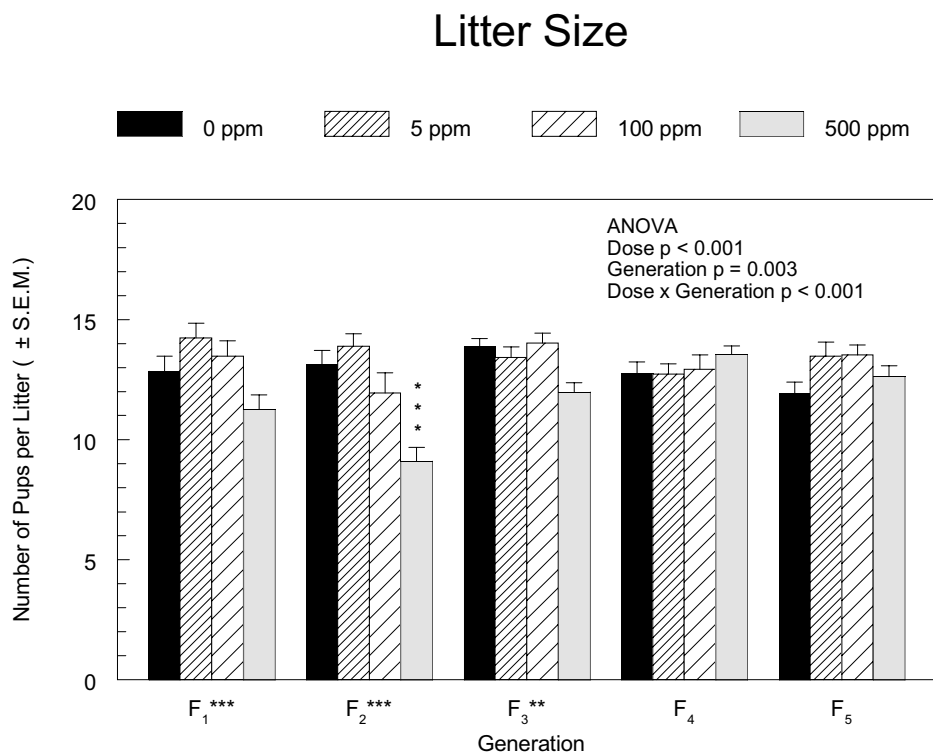 Litter Size
0 ppm 5 ppm 100 ppm 500 ppm
Number of Pups per Litter ( ± S.E.M.)
20
15
10
5
0
ANOVA
Dose p < 0.001
Generation p = 0.003
Dose x Generation p < 0.001
*
*
*
F₁*** F₂*** F₃** F₄ F₅
Generation